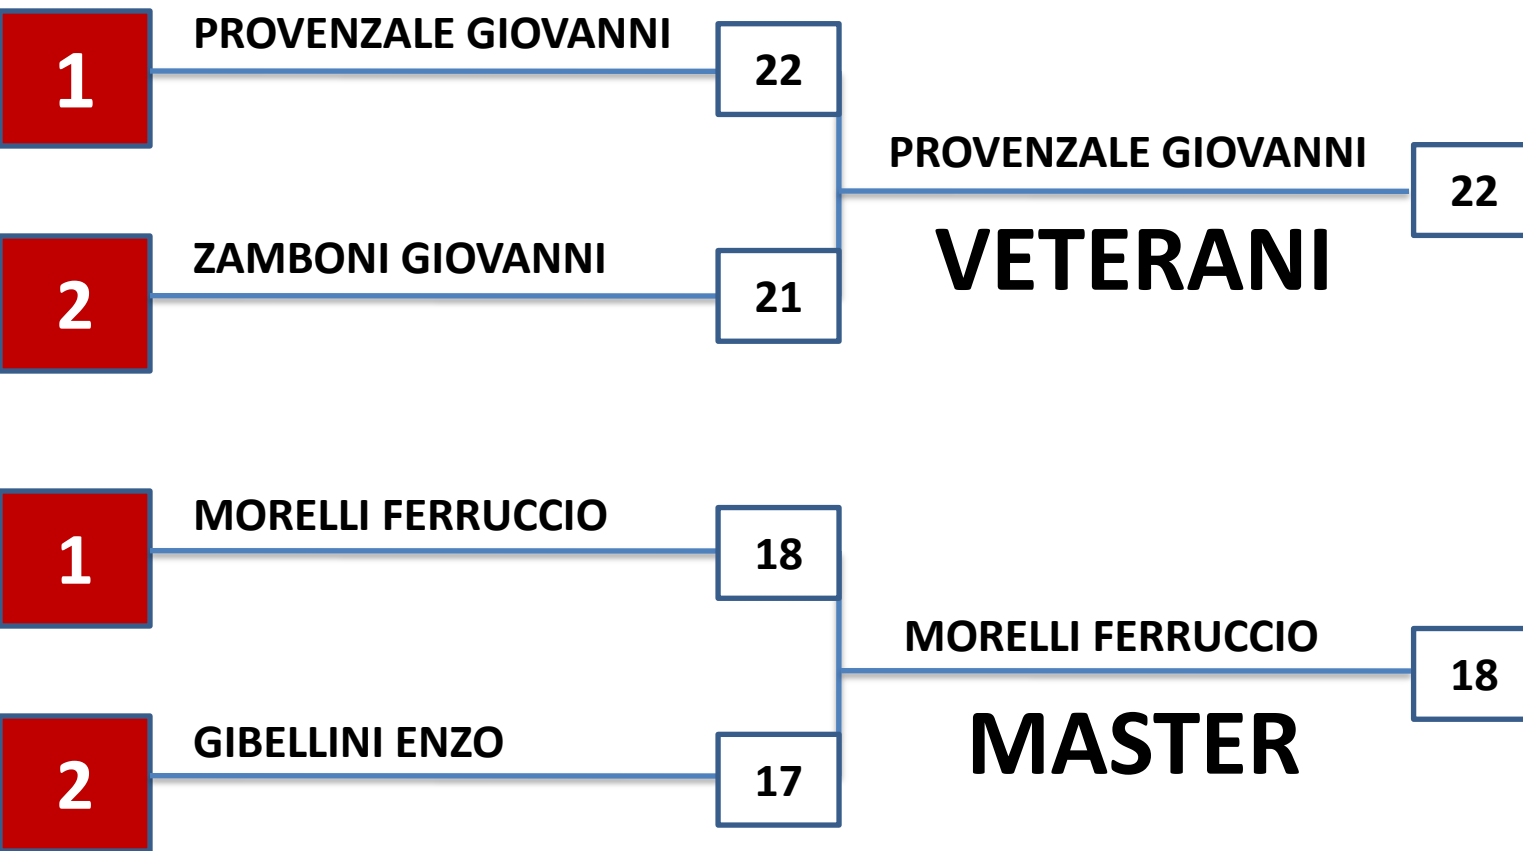 1
PROVENZALE GIOVANNI
22
2
ZAMBONI GIOVANNI
21
PROVENZALE GIOVANNI
22
VETERANI
1
MORELLI FERRUCCIO
18
2
GIBELLINI ENZO
17
MORELLI FERRUCCIO
18
MASTER